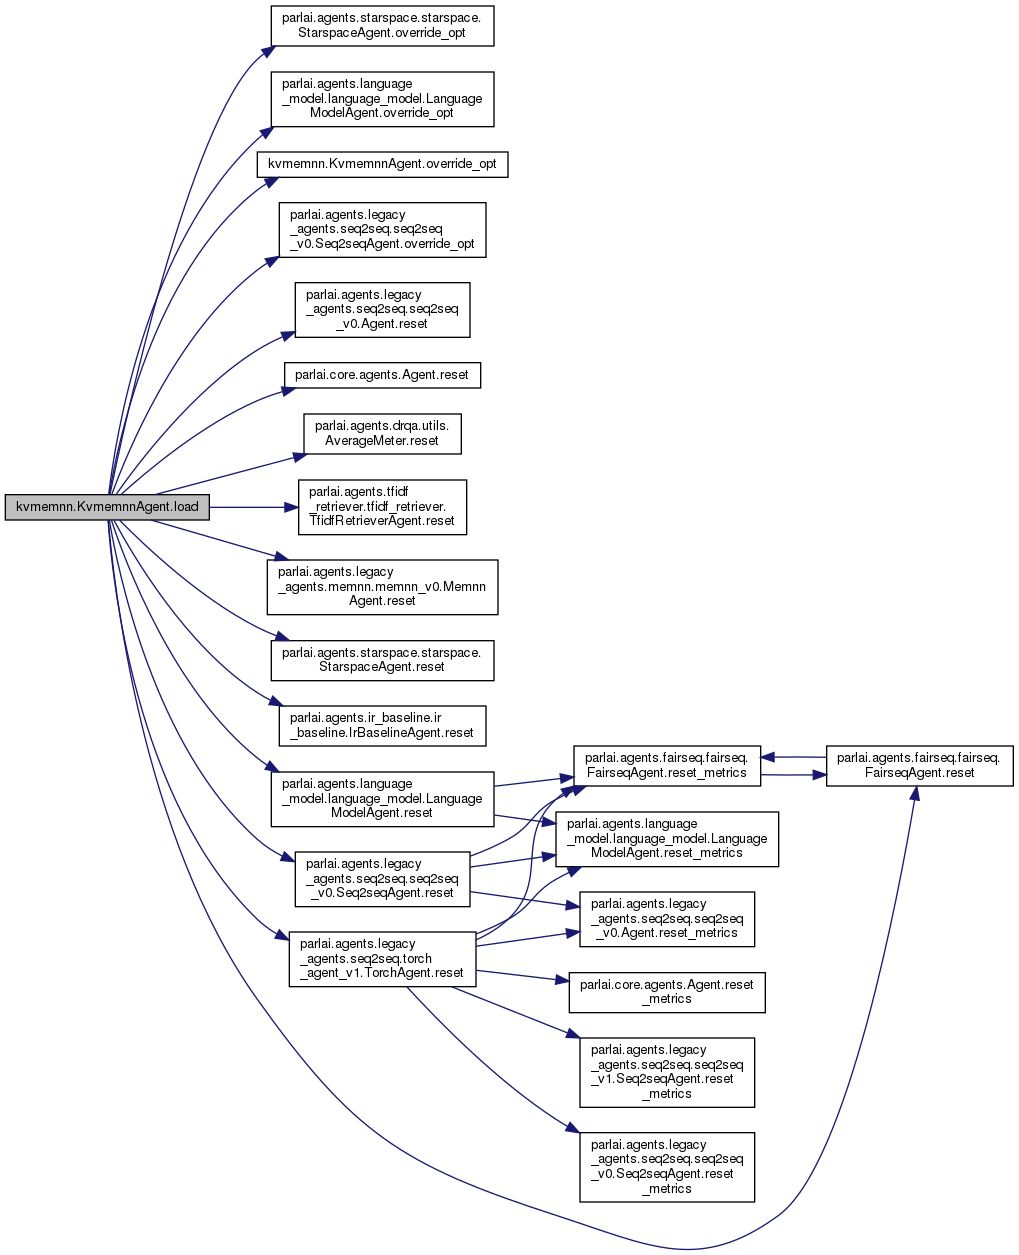 parlai.agents.starspace.starspace.
StarspaceAgent.override_opt
parlai.agents.language
_model.language_model.Language
ModelAgent.override_opt
kvmemnn.KvmemnnAgent.override_opt
parlai.agents.legacy
_agents.seq2seq.seq2seq
_v0.Seq2seqAgent.override_opt
parlai.agents.legacy
_agents.seq2seq.seq2seq
_v0.Agent.reset
parlai.core.agents.Agent.reset
parlai.agents.drqa.utils.
AverageMeter.reset
kvmemnn.KvmemnnAgent.load
parlai.agents.tfidf
_retriever.tfidf_retriever.
TfidfRetrieverAgent.reset
parlai.agents.legacy
_agents.memnn.memnn_v0.Memnn
Agent.reset
parlai.agents.starspace.starspace.
StarspaceAgent.reset
parlai.agents.ir_baseline.ir
_baseline.IrBaselineAgent.reset
parlai.agents.language
_model.language_model.Language
ModelAgent.reset
parlai.agents.legacy
_agents.seq2seq.seq2seq
_v0.Seq2seqAgent.reset
parlai.agents.legacy
_agents.seq2seq.torch
_agent_v1.TorchAgent.reset
parlai.agents.fairseq.fairseq.
FairseqAgent.reset_metrics
parlai.agents.fairseq.fairseq.
FairseqAgent.reset
parlai.agents.language
_model.language_model.Language
ModelAgent.reset_metrics
parlai.agents.legacy
_agents.seq2seq.seq2seq
_v0.Agent.reset_metrics
parlai.core.agents.Agent.reset
_metrics
parlai.agents.legacy
_agents.seq2seq.seq2seq
_v1.Seq2seqAgent.reset
_metrics
parlai.agents.legacy
_agents.seq2seq.seq2seq
_v0.Seq2seqAgent.reset
_metrics